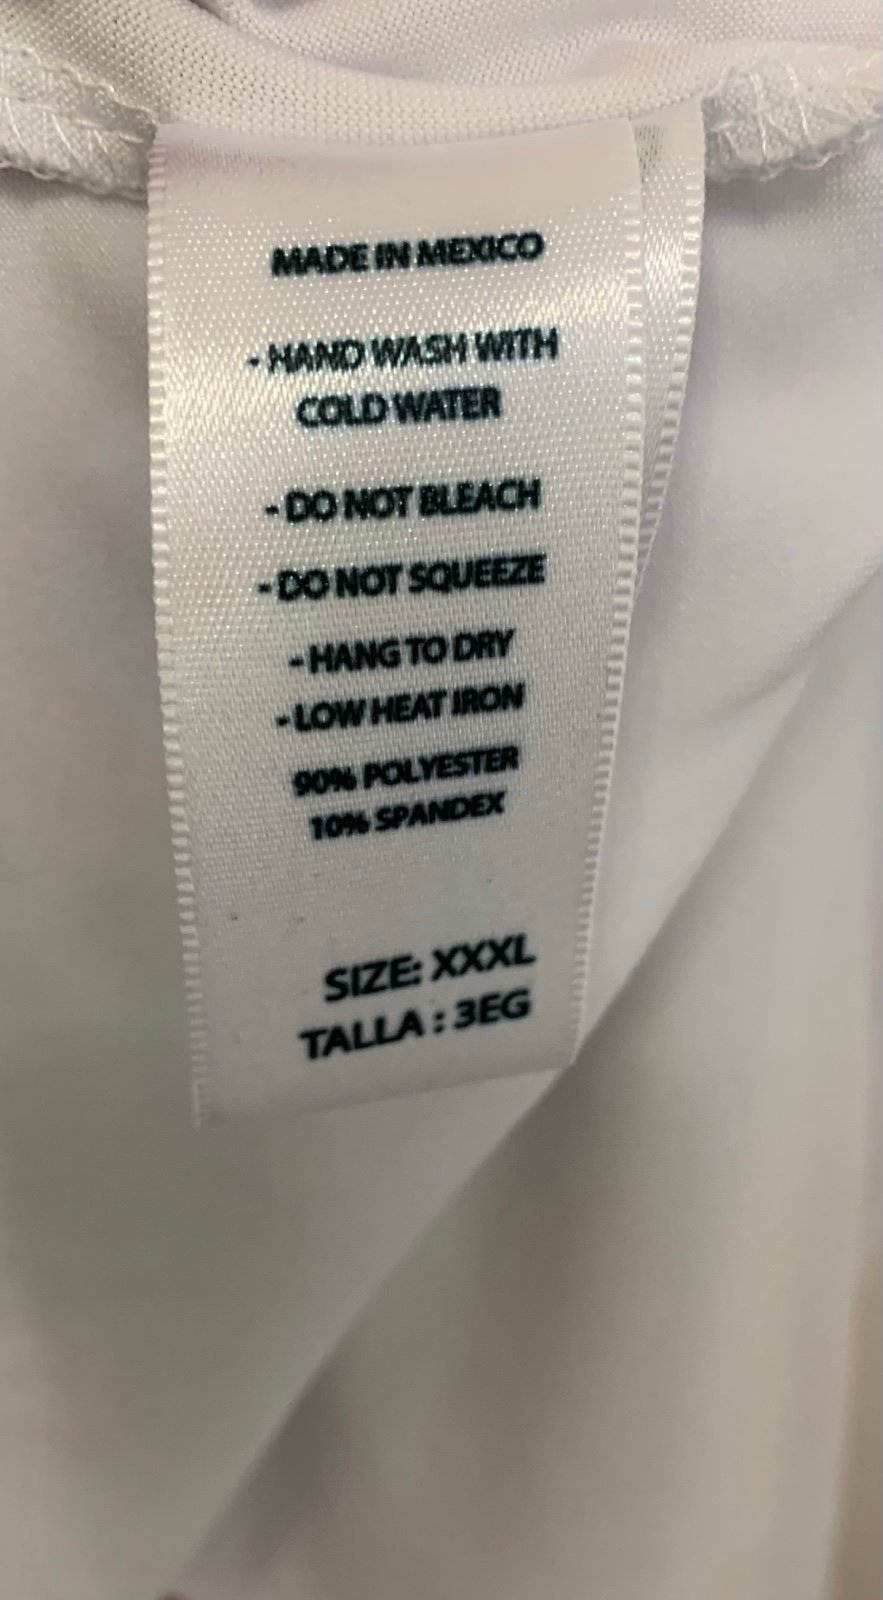 MADE IN MEXICO
- HAND WASH WITH
COLD WATER
- DO NOT BLEACH
- DO NOT SQUEEZE
- HANG TO DRY
- LOW HEAT IRON
90% POLYESTER
10% SPANDEX
SIZE: XXXL
TALLA : 3EG